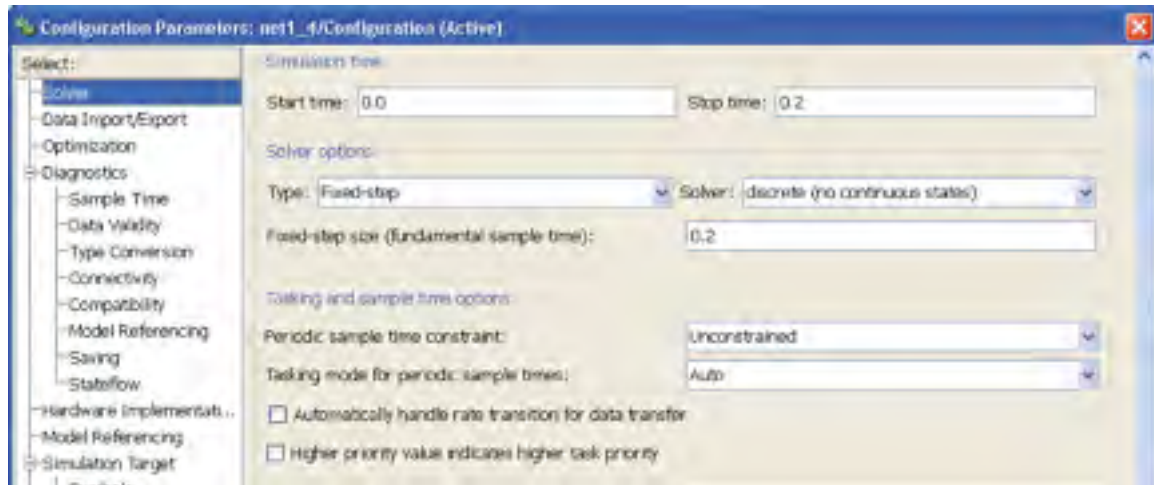 Configuration Parameters: net1_4/Configuration (Active)
Select:
Solver
Data Import/Export
Optimization
Diagnostics
Sample Time
Data Validity
Type Conversion
Connectivity
Compatibility
Model Referencing
Saving
Stateflow
Hardware Implementati...
Model Referencing
Simulation Target
Simulation time
Start time: 0.0 Stop time: 0.2
Solver options
Type: Fixed-step Solver: discrete (no continuous states)
Fixed-step size (fundamental sample time): 0.2
Tasking and sample time options
Periodic sample time constraint: Unconstrained
Tasking mode for periodic sample times: Auto
Automatically handle rate transition for data transfer
Higher priority value indicates higher task priority